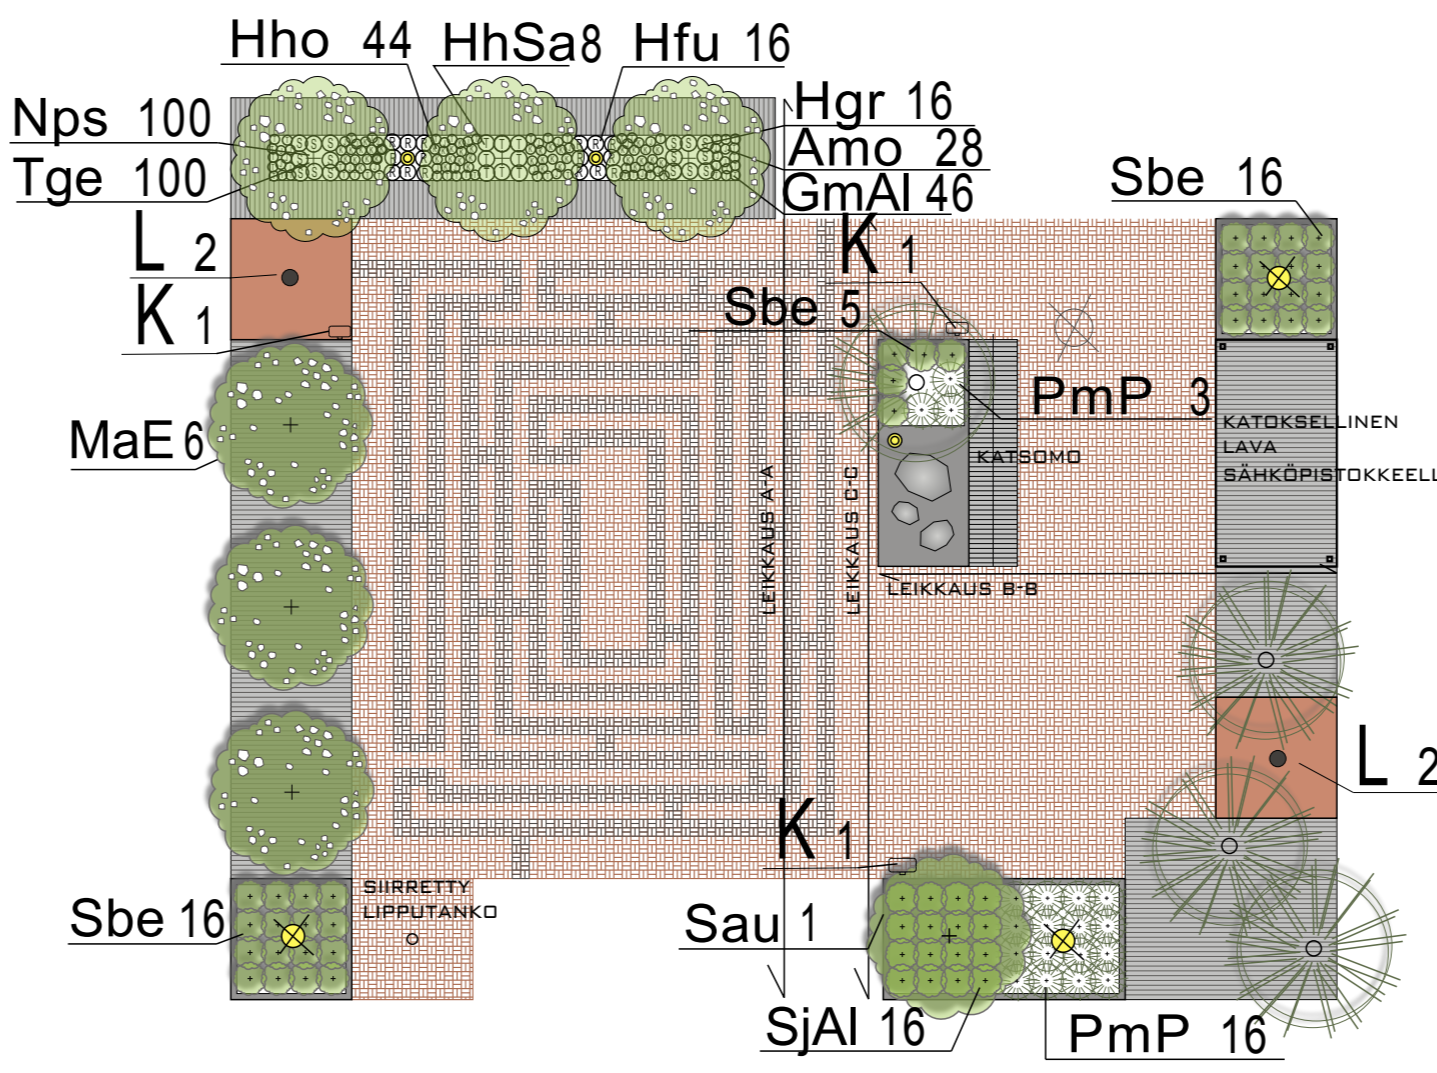 Hho 44
HhSa8
Hfu 16
Nps 100
Hgr 16
Tge 100
Amo 28
GmAl 46
Sbe 16
L 2
K 1
K 1
Sbe 5
MaE 6
PmP 3
KATOKSELLINEN
LAVA
SÄHKÖPISTOKKEELL
KATSOMO
LEIKKAUS A-A
LEIKKAUS C-C
LEIKKAUS B-B
L 2
K 1
SIIRRETTY
LIPPUTANKO
Sbe 16
Sau 1
SjAl 16
PmP 16